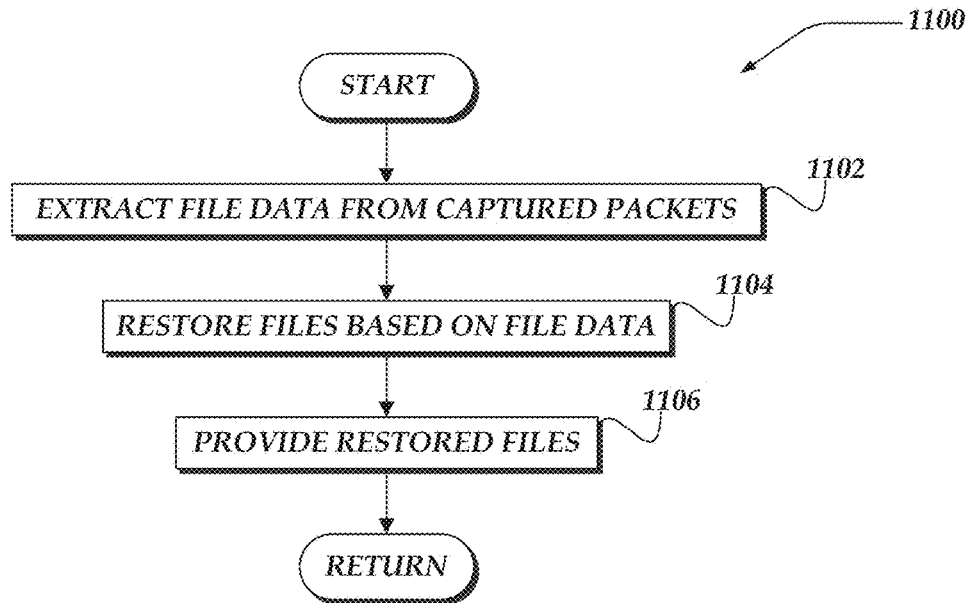 1100
START
1102
EXTRACT FILE DATA FROM CAPTURED PACKETS
1104
RESTORE FILES BASED ON FILE DATA
1106
PROVIDE RESTORED FILES
RETURN